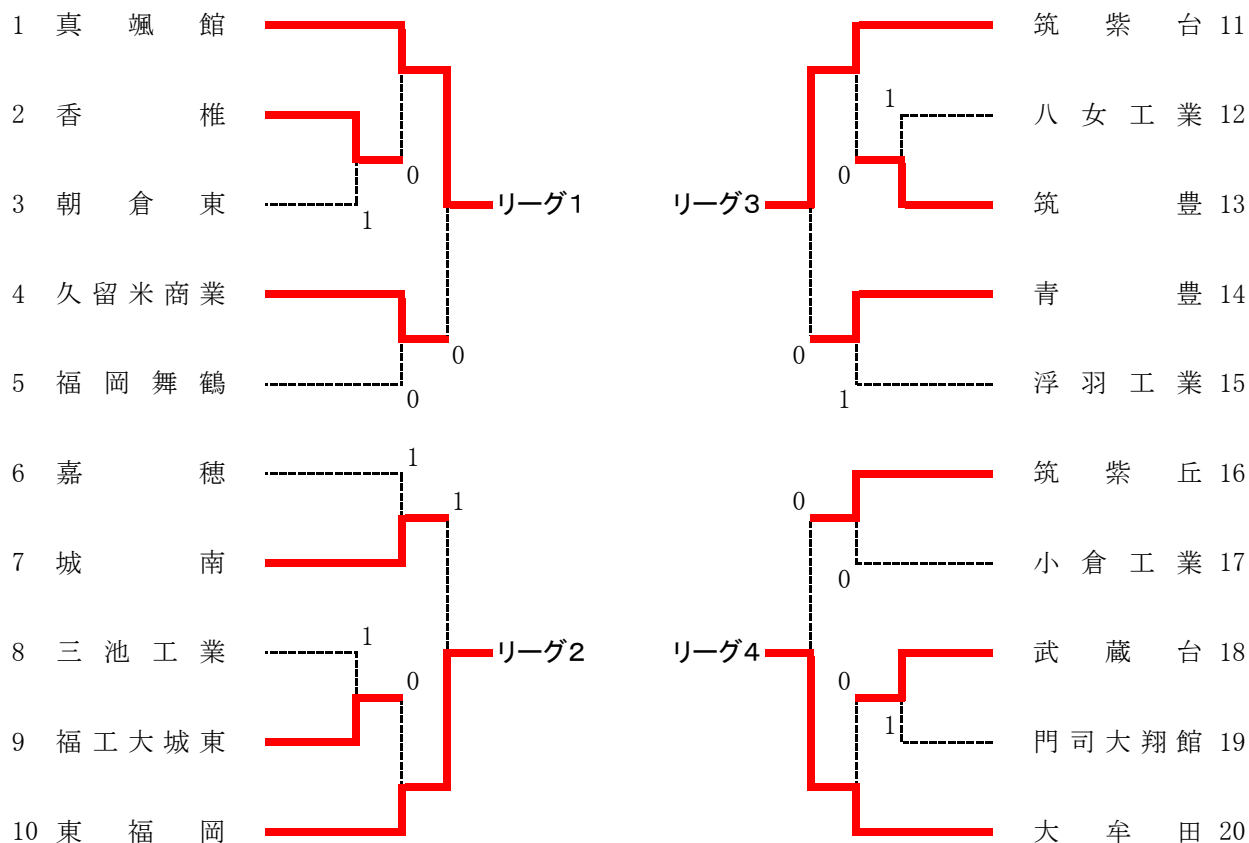 1 真颯館
2 香椎
3 朝倉東
4 久留米商業
5 福岡舞鶴
6 嘉穂
7 城南
8 三池工業
9 福工大城東
10 東福岡
0
1
0
0
1
1
1
0
リーグ1
リーグ2
リーグ3
リーグ4
1
0
0
1
0
0
0
1
筑紫台 11
八女工業 12
筑豊 13
青豊 14
浮羽工業 15
筑紫丘 16
小倉工業 17
武蔵台 18
門司大翔館 19
大牟田 20